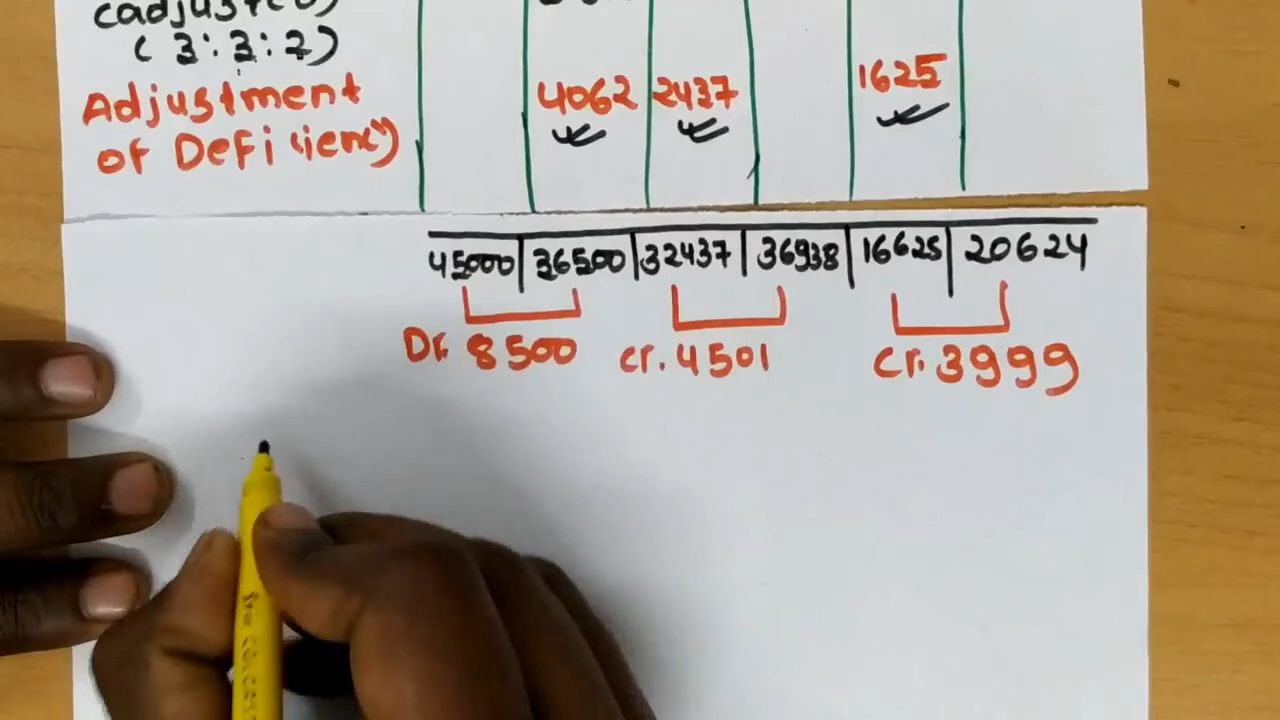 cadjusted)
( 3:3:2)
Adjustment
of Deficiency)
4062 2437 1625
45000 36500 32437 36938 16625 20624
Dr. 8500 cr. 4501 cr. 3999